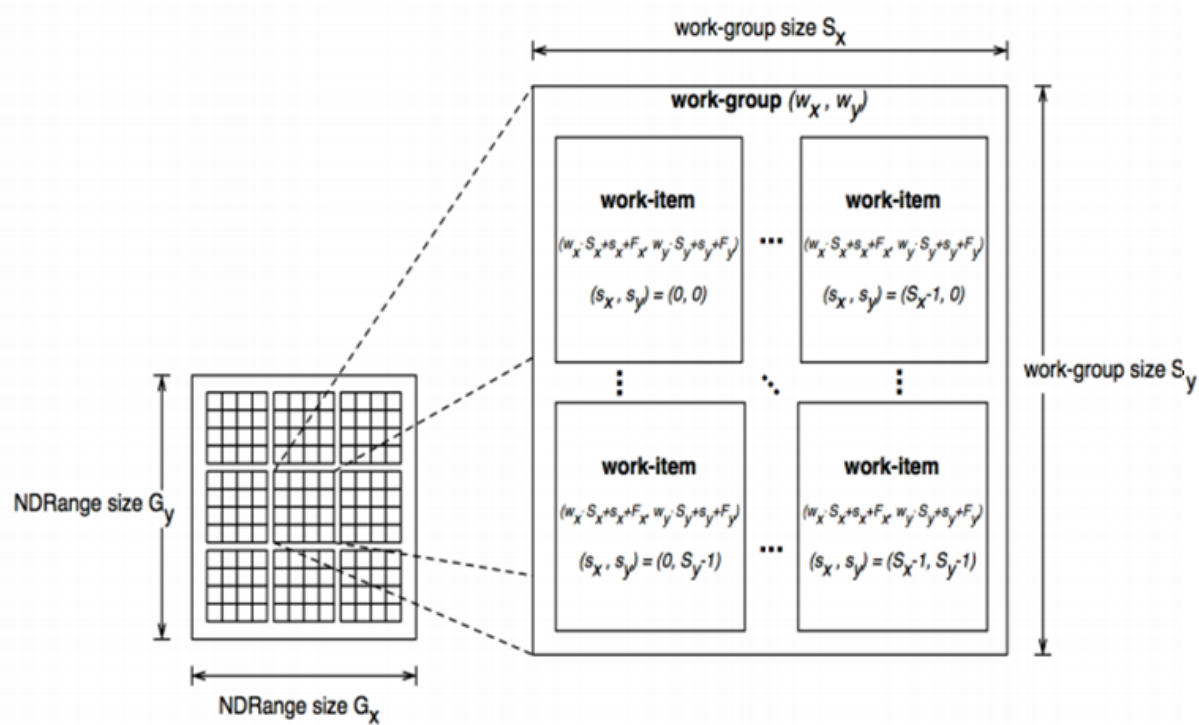 work-group size Sx
work-group (wx , wy)
work-item
work-item
(wx· Sx+sx+Fx, wy· Sy+sy+Fy)
...
(wx· Sx+sx+Fx, wy· Sy+sy+Fy)
(sx , sy) = (0, 0)
(sx , sy) = (Sx-1, 0)
work-group size Sy
work-item
work-item
NDRange size Gy
(wx· Sx+sx+Fx, wy· Sy+sy+Fy)
...
(wx· Sx+sx+Fx, wy· Sy+sy+Fy)
(sx , sy) = (0, Sy-1)
(sx , sy) = (Sx-1, Sy-1)
NDRange size Gx